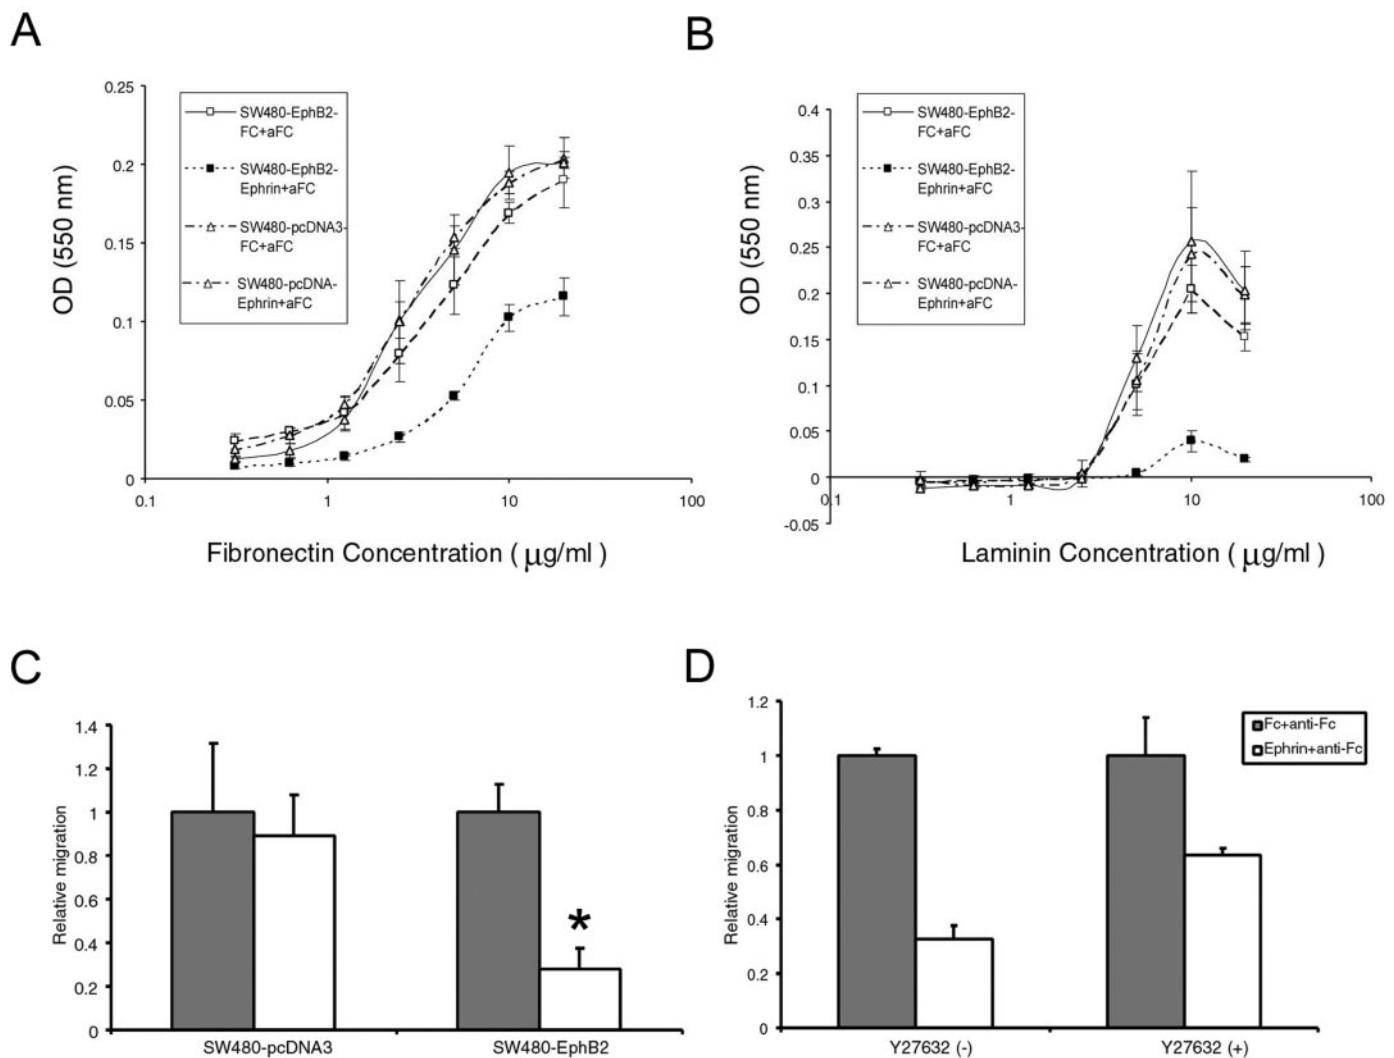 A
0.25
0.2
0.15
0.1
0.05
0
0.1
1
10
100
OD (550 nm)
Fibronectin Concentration ( μg/ml )
SW480-EphB2-
FC+aFC
SW480-EphB2-
Ephrin+aFC
SW480-pcDNA3-
FC+aFC
SW480-pcDNA-
Ephrin+aFC
B
0.4
0.35
0.3
0.25
0.2
0.15
0.1
0.05
0
-0.05
0.1
1
10
100
OD (550 nm)
Laminin Concentration ( μg/ml )
SW480-EphB2-
FC+aFC
SW480-EphB2-
Ephrin+aFC
SW480-pcDNA3-
FC+aFC
SW480-pcDNA-
Ephrin+aFC
C
1.4
1.2
1
0.8
0.6
0.4
0.2
0
Relative migration
*
SW480-pcDNA3
SW480-EphB2
D
1.2
1
0.8
0.6
0.4
0.2
0
Relative migration
Fc+anti-Fc
Ephrin+anti-Fc
Y27632 (-)
Y27632 (+)